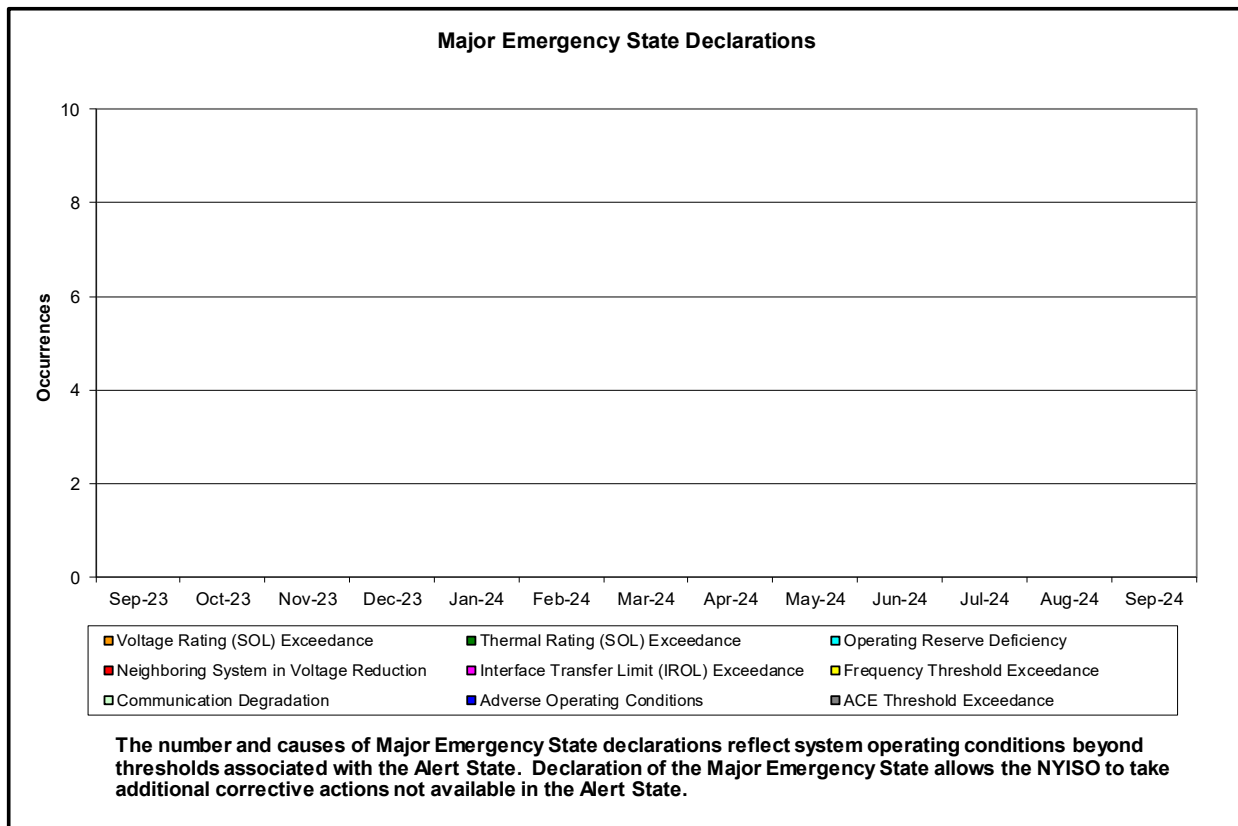 Major Emergency State Declarations
10
8
6
4
2
0
Occurrences
Sep-23 Oct-23 Nov-23 Dec-23 Jan-24 Feb-24 Mar-24 Apr-24 May-24 Jun-24 Jul-24 Aug-24 Sep-24
Voltage Rating (SOL) Exceedance Thermal Rating (SOL) Exceedance Operating Reserve Deficiency
Neighboring System in Voltage Reduction Interface Transfer Limit (IROL) Exceedance Frequency Threshold Exceedance
Communication Degradation Adverse Operating Conditions ACE Threshold Exceedance
The number and causes of Major Emergency State declarations reflect system operating conditions beyond
thresholds associated with the Alert State. Declaration of the Major Emergency State allows the NYISO to take
additional corrective actions not available in the Alert State.